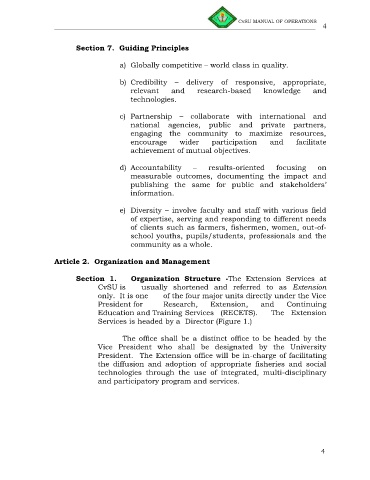 CvSU MANUAL OF OPERATIONS
4
Section 7. Guiding Principles
a) Globally competitive – world class in quality.
b) Credibility – delivery of responsive, appropriate,
relevant and research-based knowledge and
technologies.
c) Partnership – collaborate with international and
national agencies, public and private partners,
engaging the community to maximize resources,
encourage wider participation and facilitate
achievement of mutual objectives.
d) Accountability – results-oriented focusing on
measurable outcomes, documenting the impact and
publishing the same for public and stakeholders'
information.
e) Diversity – involve faculty and staff with various field
of expertise, serving and responding to different needs
of clients such as farmers, fishermen, women, out-of-
school youths, pupils/students, professionals and the
community as a whole.
Article 2. Organization and Management
Section 1. Organization Structure -The Extension Services at
CvSU is usually shortened and referred to as Extension
only. It is one of the four major units directly under the Vice
President for Research, Extension, and Continuing
Education and Training Services (RECETS). The Extension
Services is headed by a Director (Figure 1.)
The office shall be a distinct office to be headed by the
Vice President who shall be designated by the University
President. The Extension office will be in-charge of facilitating
the diffusion and adoption of appropriate fisheries and social
technologies through the use of integrated, multi-disciplinary
and participatory program and services.
4